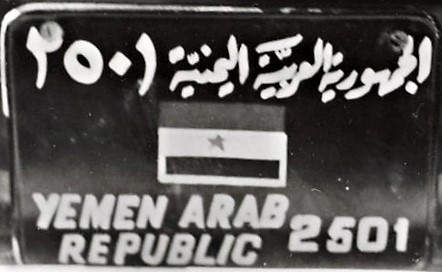 الجمهورية العربية اليمنية ٢٥٠١
YEMEN ARAB
REPUBLIC 2501